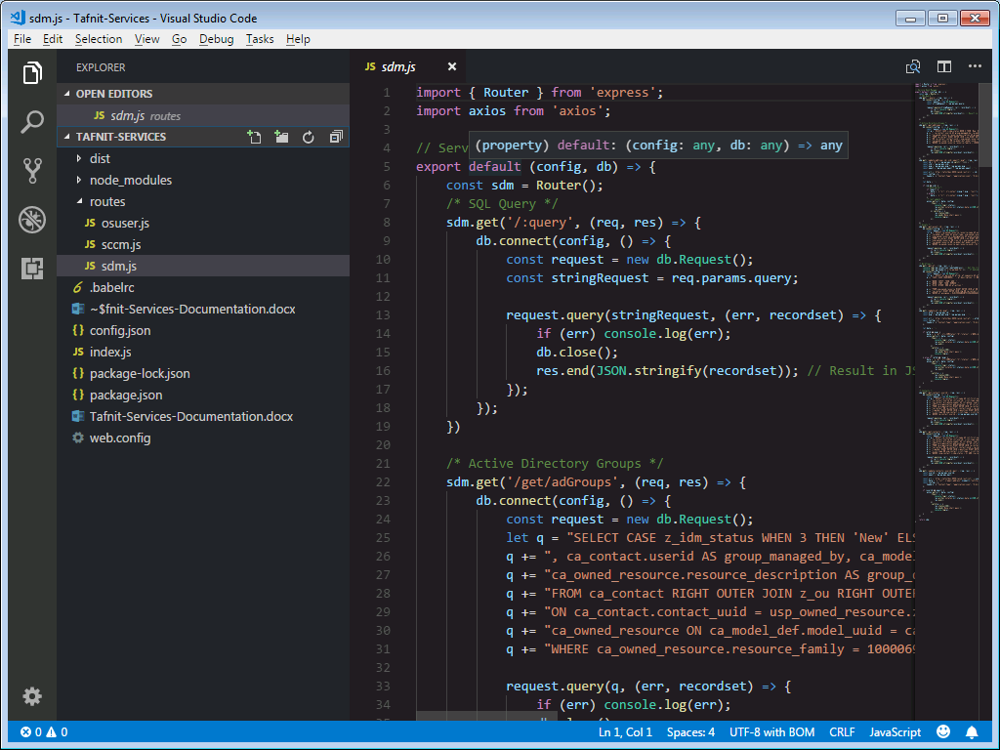 sdm.js - Tafnit-Services - Visual Studio Code
File Edit Selection View Go Debug Tasks Help
EXPLORER
OPEN EDITORS
JS sdm.js routes
TAFNIT-SERVICES
dist
node_modules
routes
JS osuser.js
JS sccm.js
JS sdm.js
.babelrc
~$fnit-Services-Documentation.docx
{} config.json
JS index.js
{} package-lock.json
{} package.json
Tafnit-Services-Documentation.docx
web.config
JS sdm.js
1 import { Router } from 'express';
2 import axios from 'axios';
3
4 // Serv
(property) default: (config: any, db: any) => any
5 export default (config, db) => {
6 const sdm = Router();
7 /* SQL Query */
8 sdm.get('/:query', (req, res) => {
9 db.connect(config, () => {
10 const request = new db.Request();
11 const stringRequest = req.params.query;
12
13 request.query(stringRequest, (err, recordset) => {
14 if (err) console.log(err);
15 db.close();
16 res.end(JSON.stringify(recordset)); // Result in JS
17 });
18 });
19 })
20
21 /* Active Directory Groups */
22 sdm.get('/get/adGroups', (req, res) => {
23 db.connect(config, () => {
24 const request = new db.Request();
25 let q = "SELECT CASE z_idm_status WHEN 3 THEN 'New' ELS
26 q += ", ca_contact.userid AS group_managed_by, ca_model
27 q += "ca_owned_resource.resource_description AS group_
28 q += "FROM ca_contact RIGHT OUTER JOIN z_ou RIGHT OUTE
29 q += "ON ca_contact.contact_uuid = usp_owned_resource.
30 q += "ca_owned_resource ON ca_model_def.model_uuid = ca
31 q += "WHERE ca_owned_resource.resource_family = 1000069
32
33 request.query(q, (err, recordset) => {
34 if (err) console.log(err);
0 0
Ln 1, Col 1 Spaces: 4 UTF-8 with BOM CRLF JavaScript